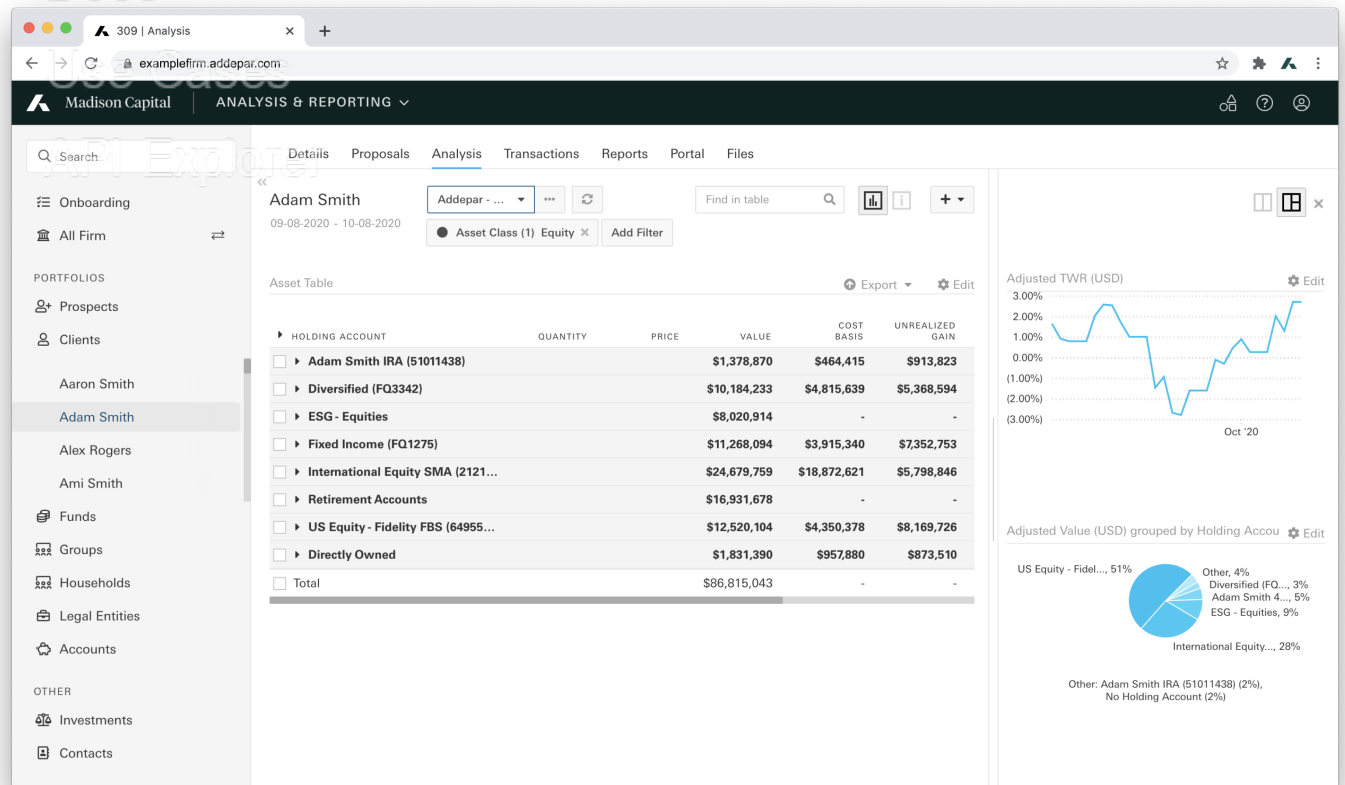 309 | Analysis
examplefirm.addepar.com
Use Cases
Madison Capital
ANALYSIS & REPORTING
API Explorer
Search...
Details Proposals Analysis Transactions Reports Portal Files
Onboarding
All Firm
PORTFOLIOS
Prospects
Clients
Aaron Smith
Adam Smith
Alex Rogers
Ami Smith
Funds
Groups
Households
Legal Entities
Accounts
OTHER
Investments
Contacts
Adam Smith
09-08-2020 - 10-08-2020
Addepar - ...
Find in table
Asset Class (1) Equity
Add Filter
Asset Table
Export
Edit
HOLDING ACCOUNT QUANTITY PRICE VALUE COST BASIS UNREALIZED GAIN
Adam Smith IRA (51011438) $1,378,870 $464,415 $913,823
Diversified (FQ3342) $10,184,233 $4,815,639 $5,368,594
ESG - Equities $8,020,914 - -
Fixed Income (FQ1275) $11,268,094 $3,915,340 $7,352,753
International Equity SMA (2121... $24,679,759 $18,872,621 $5,798,846
Retirement Accounts $16,931,678 - -
US Equity - Fidelity FBS (64955... $12,520,104 $4,350,378 $8,169,726
Directly Owned $1,831,390 $957,880 $873,510
Total $86,815,043 - -
Adjusted TWR (USD)
Edit
3.00%
2.00%
1.00%
0.00%
(1.00%)
(2.00%)
(3.00%)
Oct '20
Adjusted Value (USD) grouped by Holding Accou
Edit
US Equity - Fidel..., 51%
Other, 4%
Diversified (FQ..., 3%
Adam Smith 4..., 5%
ESG - Equities, 9%
International Equity..., 28%
Other: Adam Smith IRA (51011438) (2%),
No Holding Account (2%)